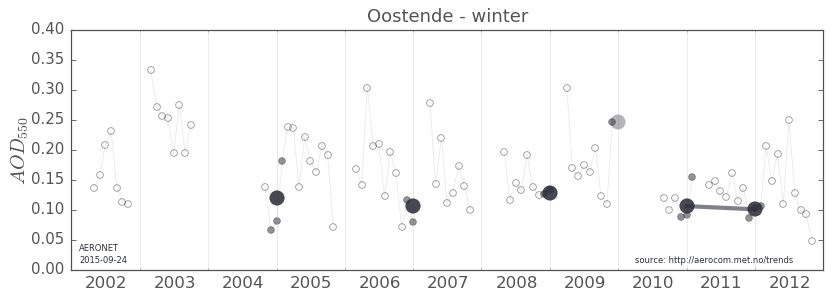 Oostende - winter
0.40
0.35
0.30
0.25
0.20
0.15
0.10
0.05
0.00
AOD550
AERONET
2015-09-24
source: http://aerocom.met.no/trends
2002 2003 2004 2005 2006 2007 2008 2009 2010 2011 2012